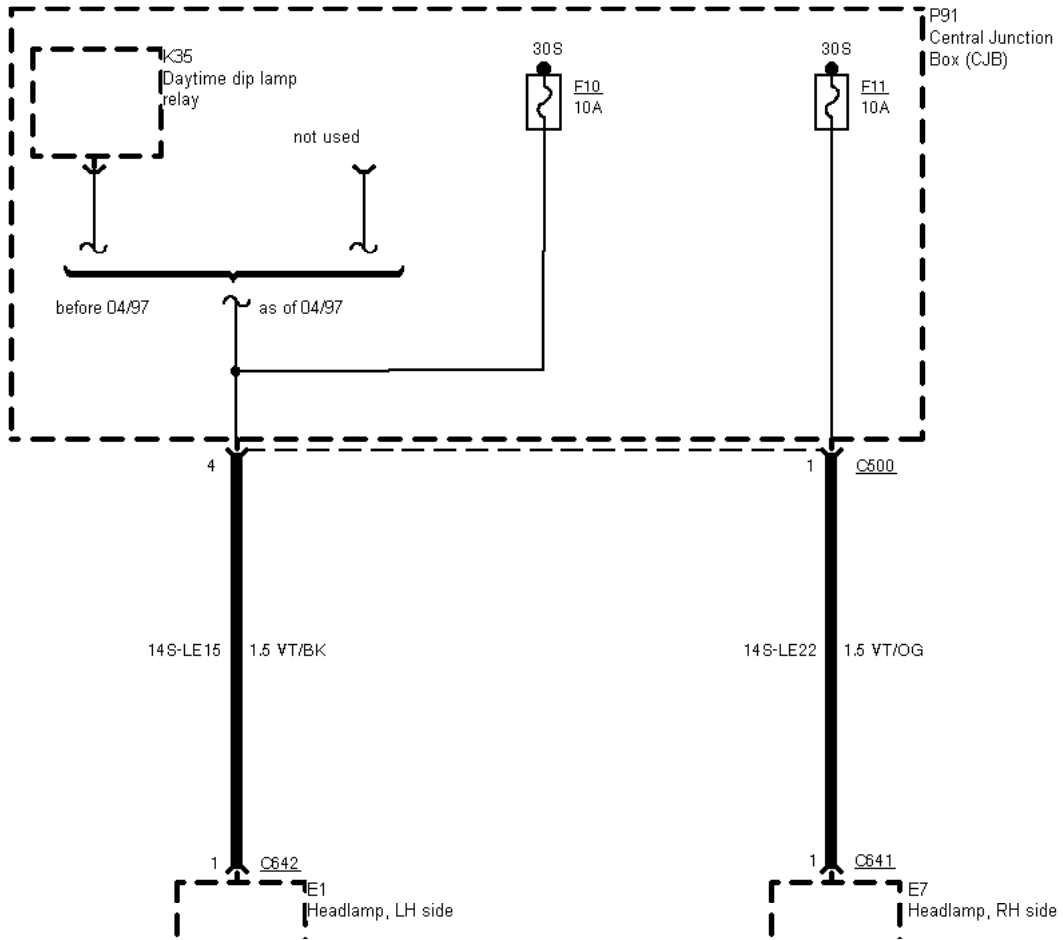 P91
Central Junction
Box (CJB)
K35
Daytime dip lamp
relay
30S
30S
F10
10A
F11
10A
not used
before 04/97
as of 04/97
4
1
C500
14S-LE15
1.5 VT/BK
14S-LE22
1.5 VT/OG
1
C642
1
C641
E1
Headlamp, LH side
E7
Headlamp, RH side